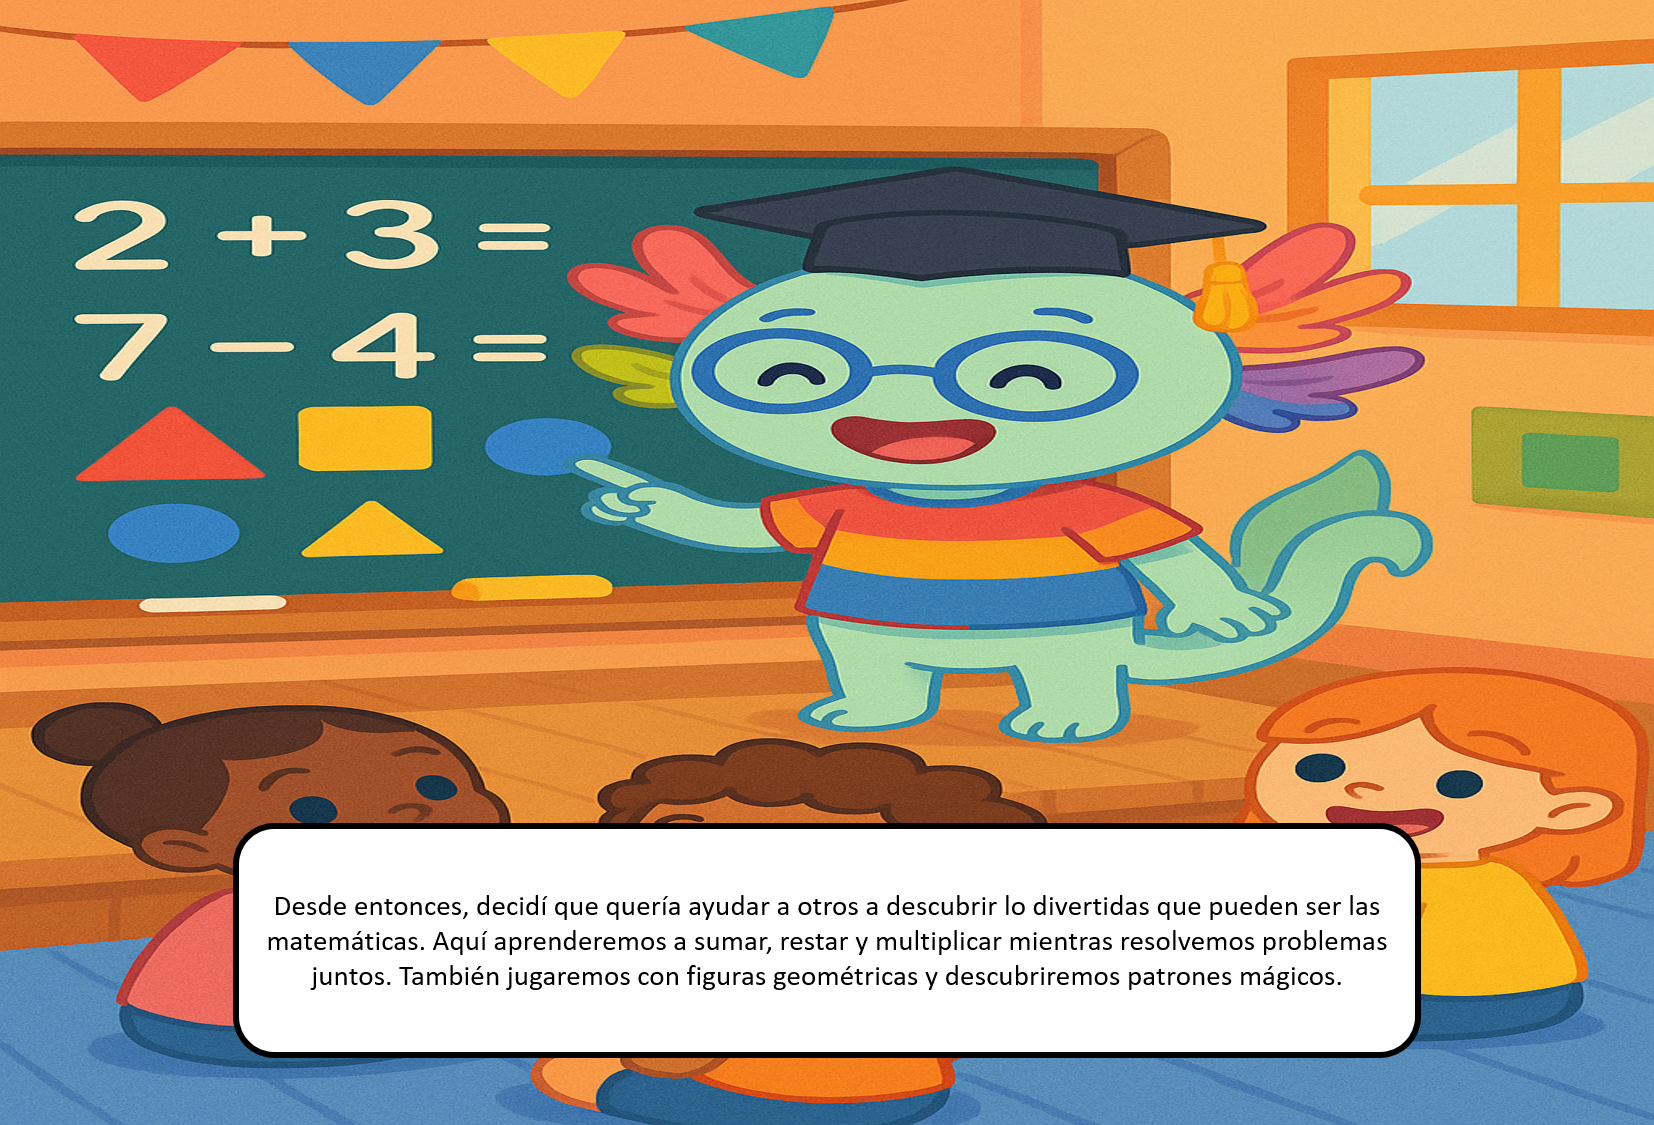 2 + 3 =
7 − 4 =
Desde entonces, decidí que quería ayudar a otros a descubrir lo divertidas que pueden ser las
matemáticas. Aquí aprenderemos a sumar, restar y multiplicar mientras resolvemos problemas
juntos. También jugaremos con figuras geométricas y descubriremos patrones mágicos.